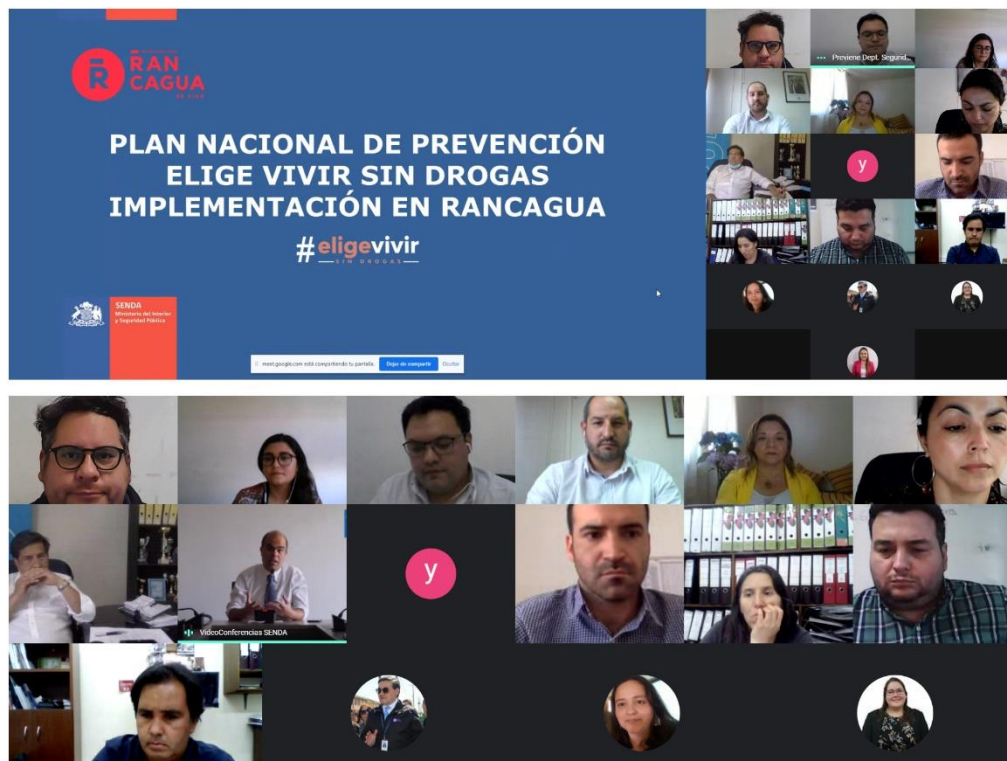 RAN
CAGUA
PLAN NACIONAL DE PREVENCIÓN
ELIGE VIVIR SIN DROGAS
IMPLEMENTACIÓN EN RANCAGUA
#eligevivir
SIN DROGAS
SENDA
Ministerio del Interior
y Seguridad Pública
meet.google.com está compartiendo tu pantalla.
Dejar de compartir
Ocultar
Previene Dept. Segurid...
y
y
VideoConferencias SENDA